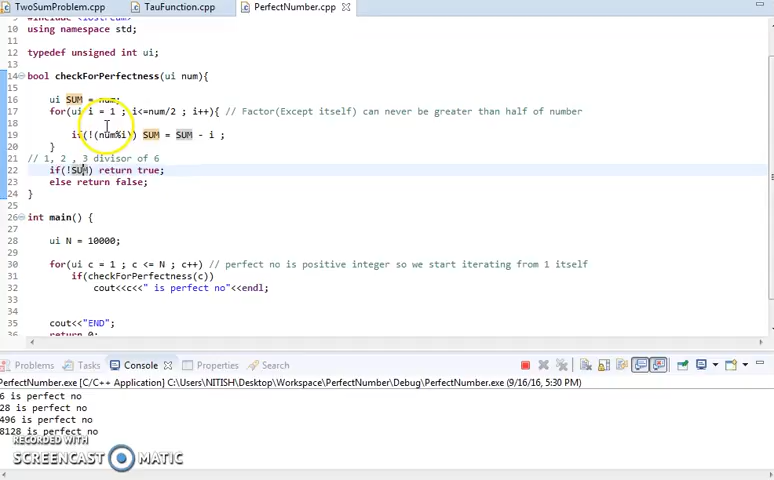 TwoSumProblem.cpp TauFunction.cpp PerfectNumber.cpp
9 #include <iostream>
10 using namespace std;
11
12 typedef unsigned int ui;
13
14 bool checkForPerfectness(ui num){
15
16 ui SUM = num;
17 for(ui i = 1 ; i<=num/2 ; i++){ // Factor(Except itself) can never be greater than half of number
18
19 if(!(num%i)) SUM = SUM - i ;
20 }
21 // 1, 2 , 3 divisor of 6
22 if(!SUM) return true;
23 else return false;
24 }
25
26 int main() {
27
28 ui N = 10000;
29
30 for(ui c = 1 ; c <= N ; c++) // perfect no is positive integer so we start iterating from 1 itself
31 if(checkForPerfectness(c))
32 cout<<c<<" is perfect no"<<endl;
33
34
35 cout<<"END";
36 return 0;
Problems Tasks Console Properties Search
PerfectNumber.exe [C/C++ Application] C:\Users\NITISH\Desktop\Workspace\PerfectNumber\Debug\PerfectNumber.exe (9/16/16, 5:30 PM)
6 is perfect no
28 is perfect no
496 is perfect no
8128 is perfect no
RECORDED WITH
SCREENCAST MATIC